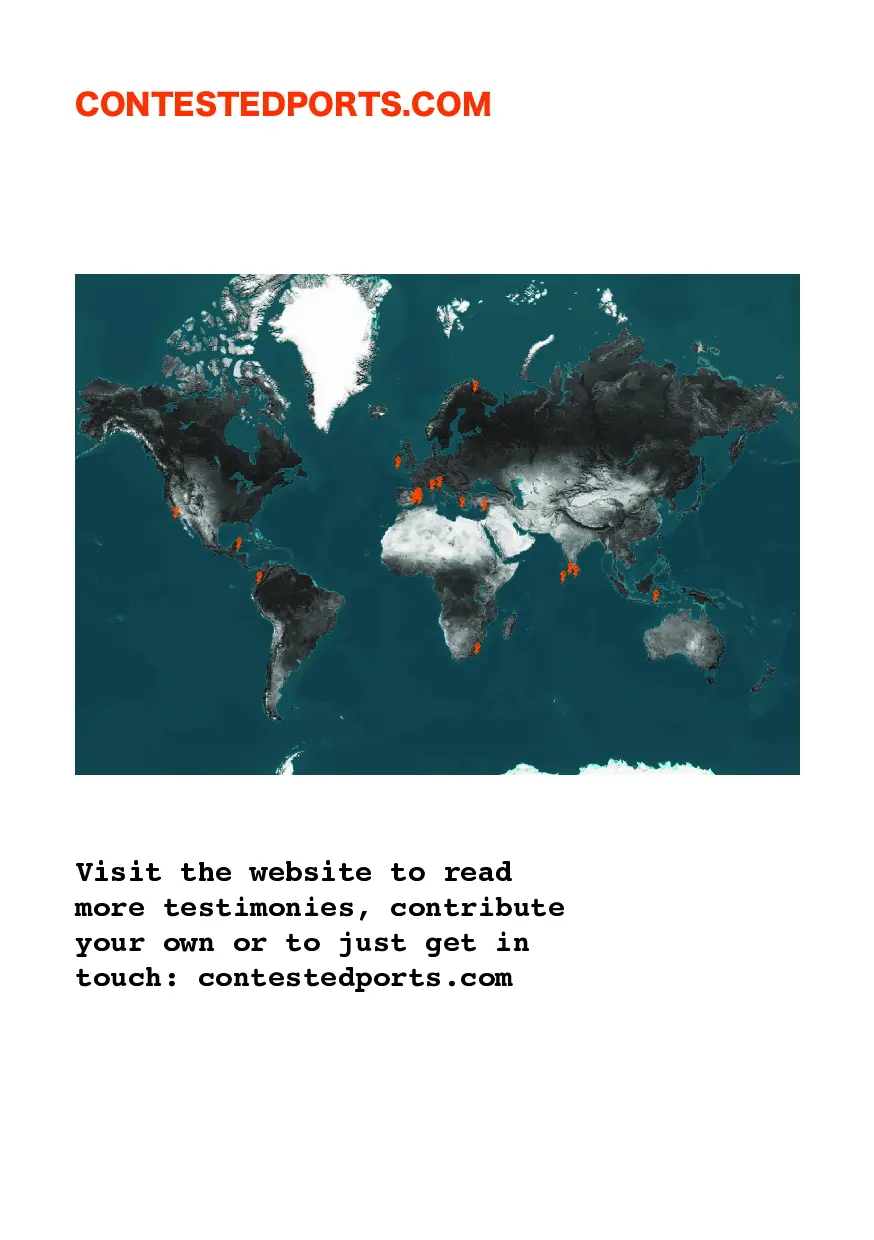 CONTESTEDPORTS.COM
Visit the website to read
more testimonies, contribute
your own or to just get in
touch: contestedports.com